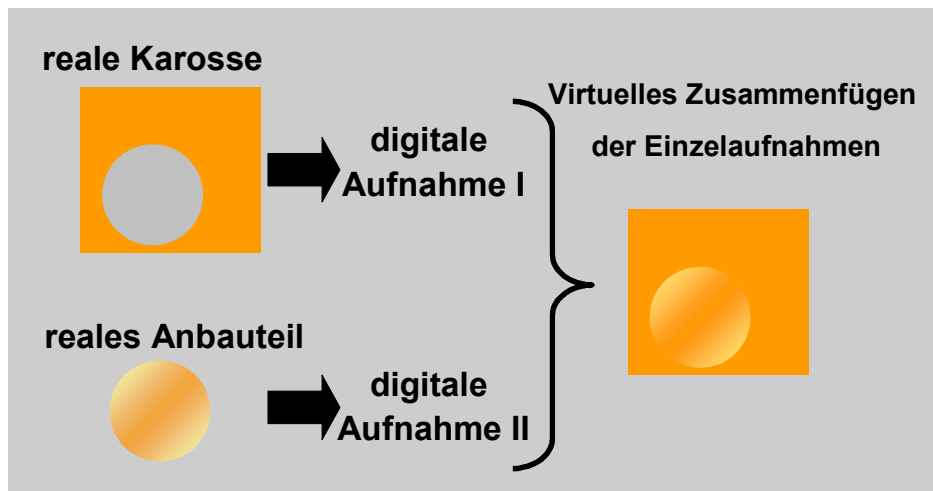 reale Karosse
digitale
Aufnahme I
reales Anbauteil
digitale
Aufnahme II
Virtuelles Zusammenfügen
der Einzelaufnahmen